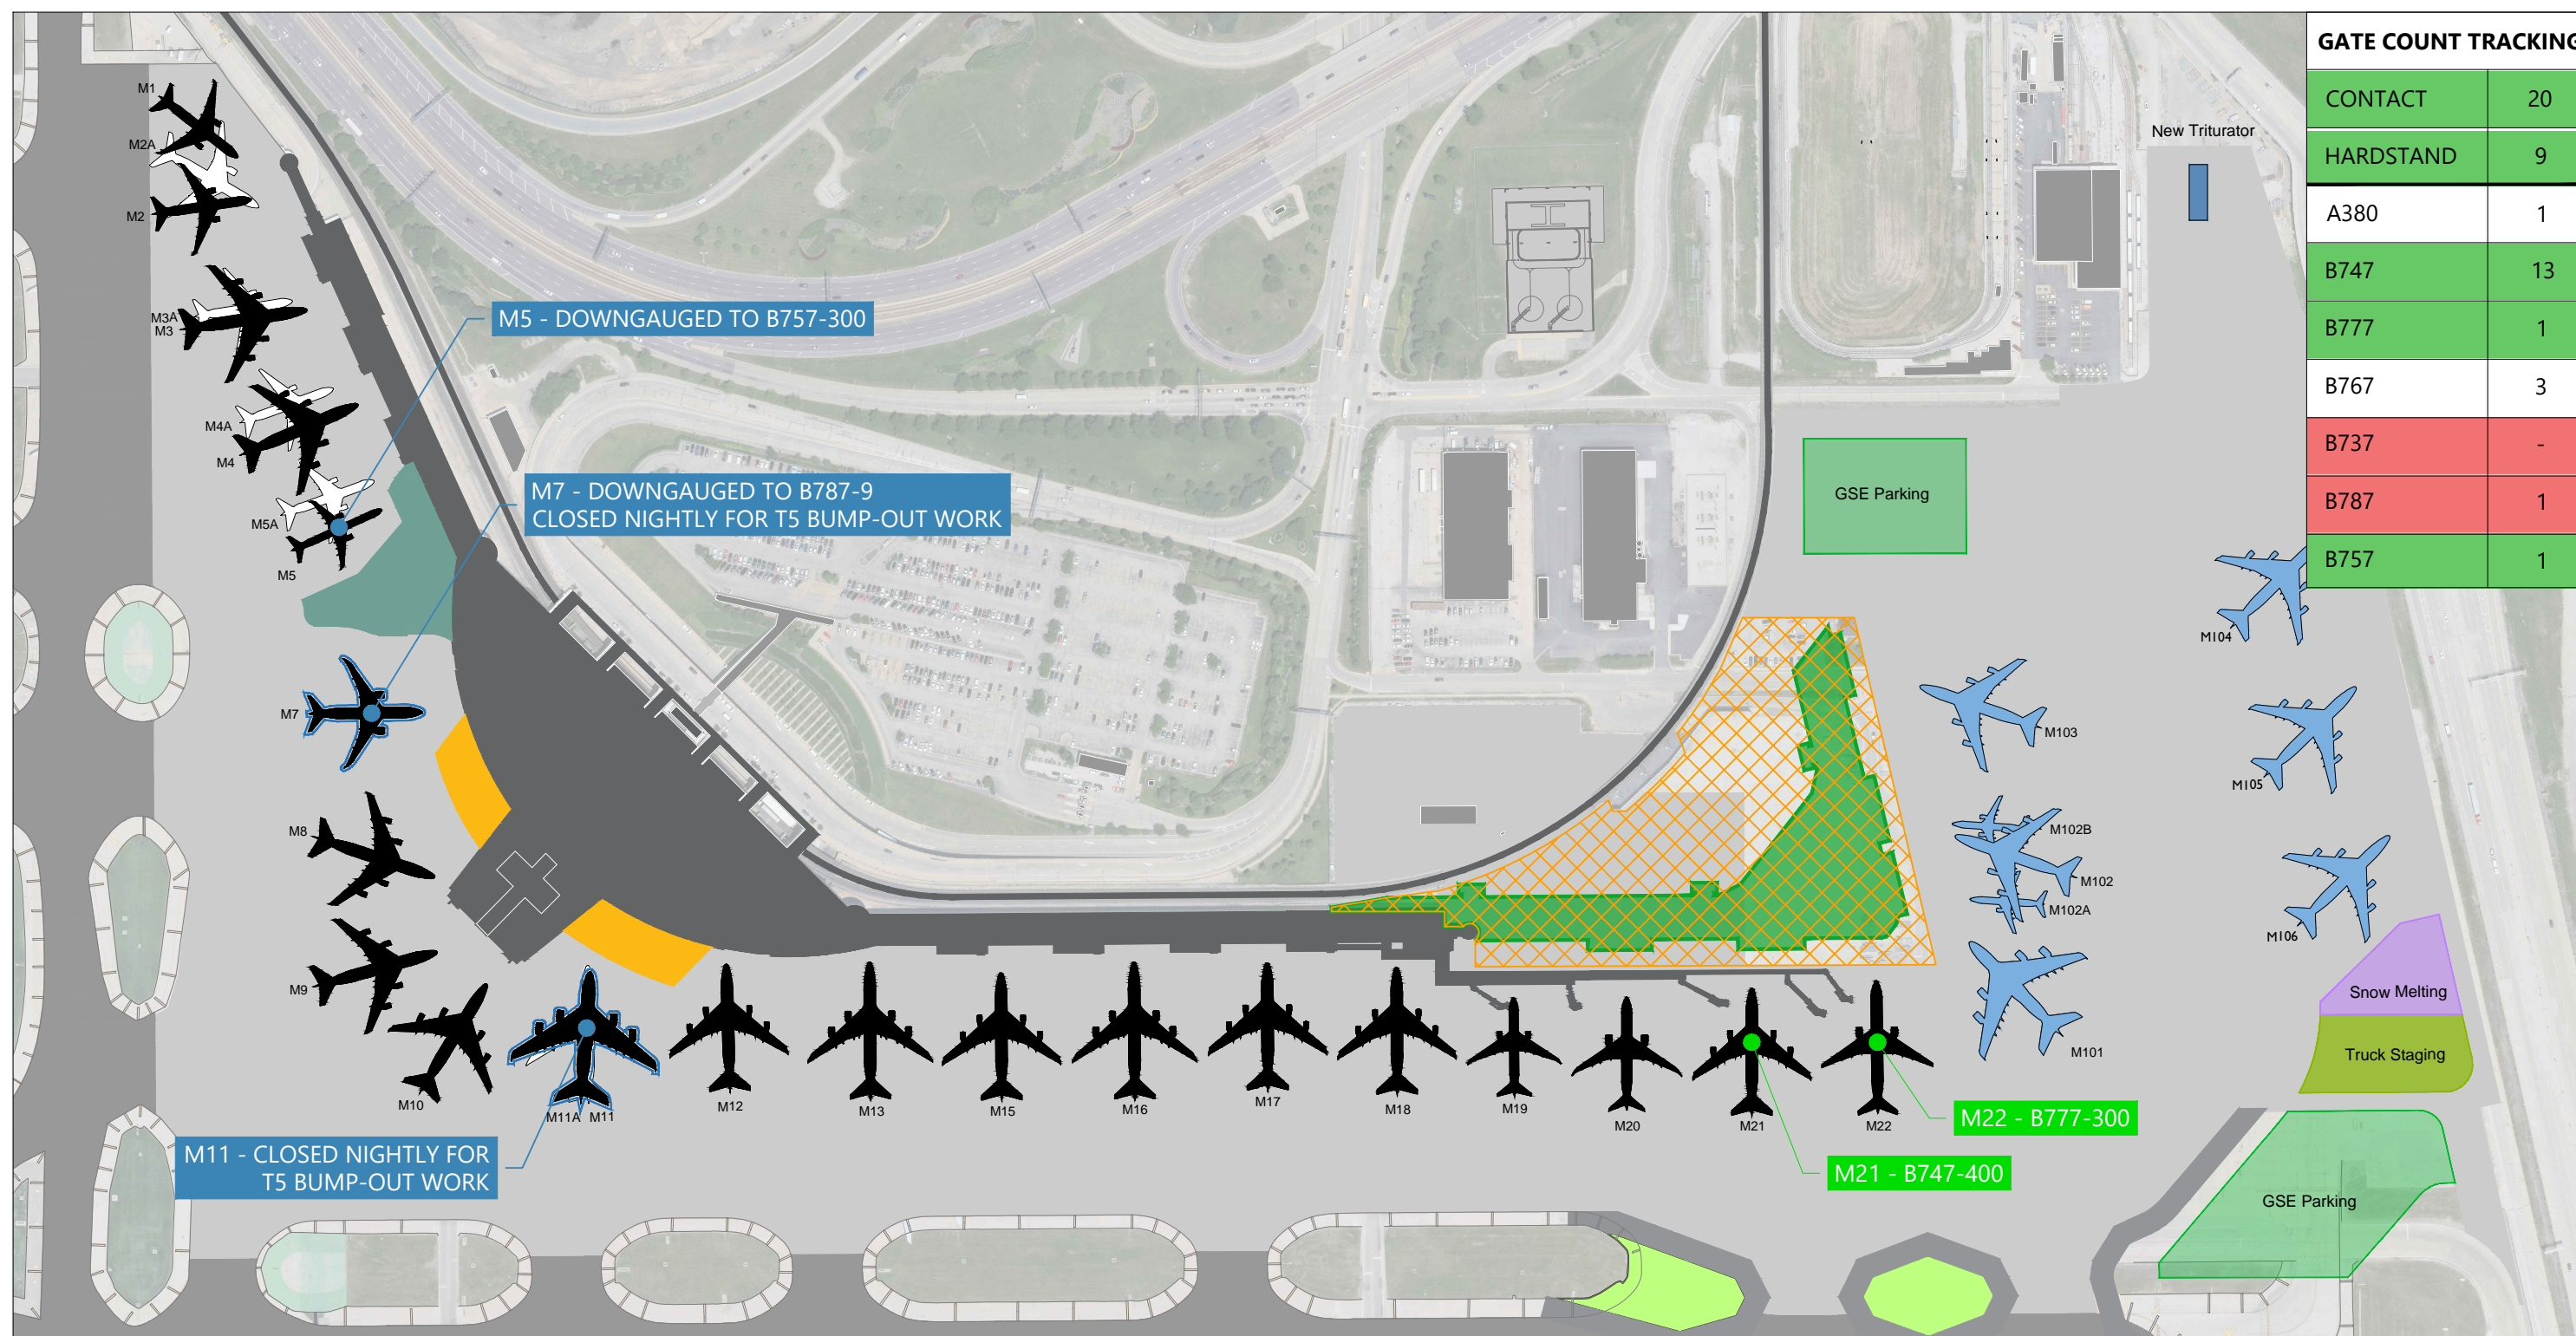 GATE COUNT TRACKING
CONTACT 20
HARDSTAND 9
A380 1
B747 13
B777 1
B767 3
B737 -
B787 1
B757 1
New Triturator
M1
M2A
M2
M3A
M3
M4A
M4
M5A
M5
M5 - DOWNGAUGED TO B757-300
M7 - DOWNGAUGED TO B787-9
CLOSED NIGHTLY FOR T5 BUMP-OUT WORK
GSE Parking
M7
M8
M9
M10
M11A M11
M12
M13
M15
M16
M17
M18
M19
M20
M21
M22
M104
M103
M105
M102B
M102
M102A
M106
M101
Snow Melting
Truck Staging
M22 - B777-300
M21 - B747-400
M11 - CLOSED NIGHTLY FOR
T5 BUMP-OUT WORK
GSE Parking